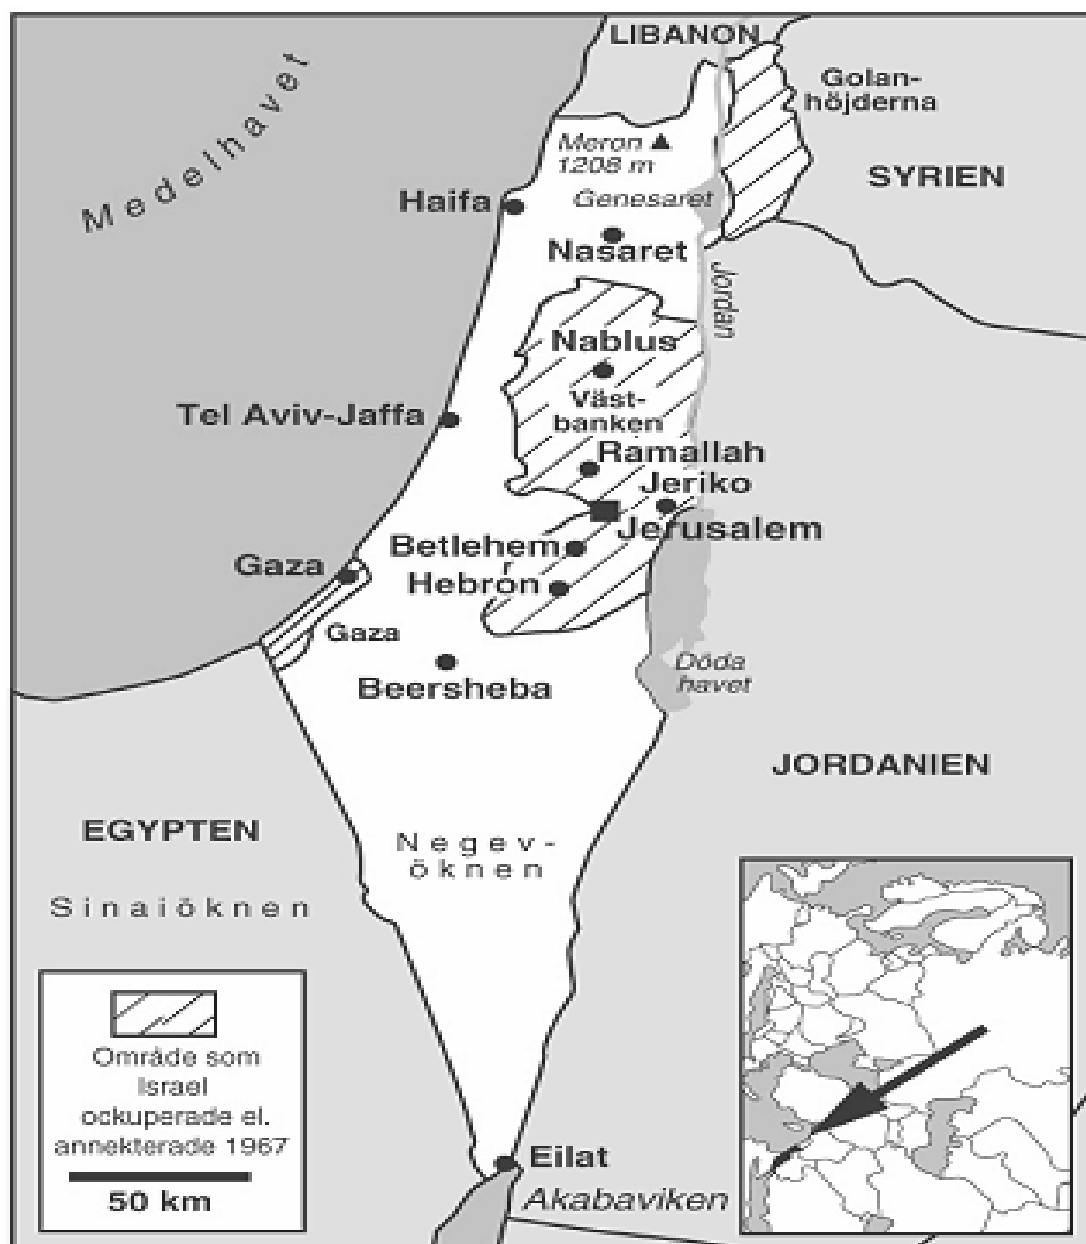 LIBANON
Golan-
höjderna
Medelhavet
Meron
1208 m
SYRIEN
Haifa
Genesaret
Nasaret
Jordan
Nablus
Väst-
banken
Tel Aviv-Jaffa
Ramallah
Jeriko
Jerusalem
Betlehem
Gaza
Hebron
Gaza
Döda
havet
Beersheba
JORDANIEN
EGYPTEN
Negev-
öknen
Sinaiöknen
Område som
Israel
ockuperade el.
annekterade 1967
50 km
Eilat
Akabaviken